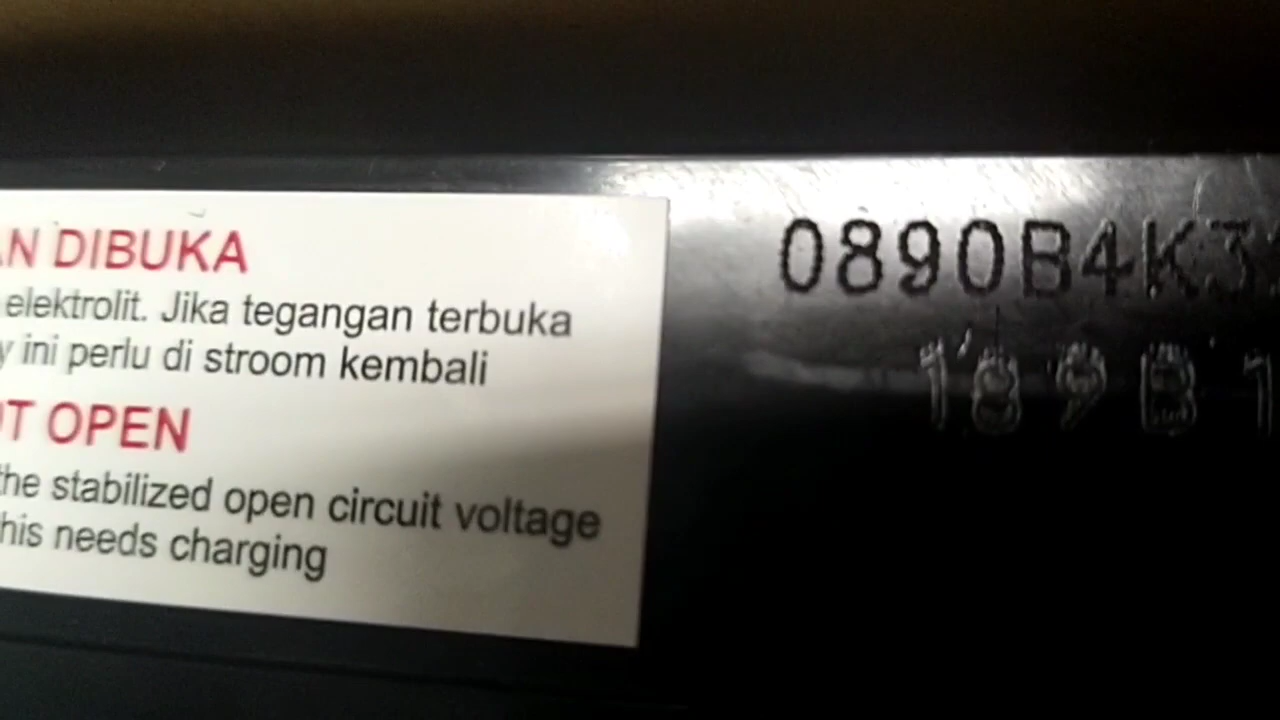 AN DIBUKA
elektrolit. Jika tegangan terbuka
y ini perlu di stroom kembali
OT OPEN
the stabilized open circuit voltage
his needs charging
0890B4K3
189B1